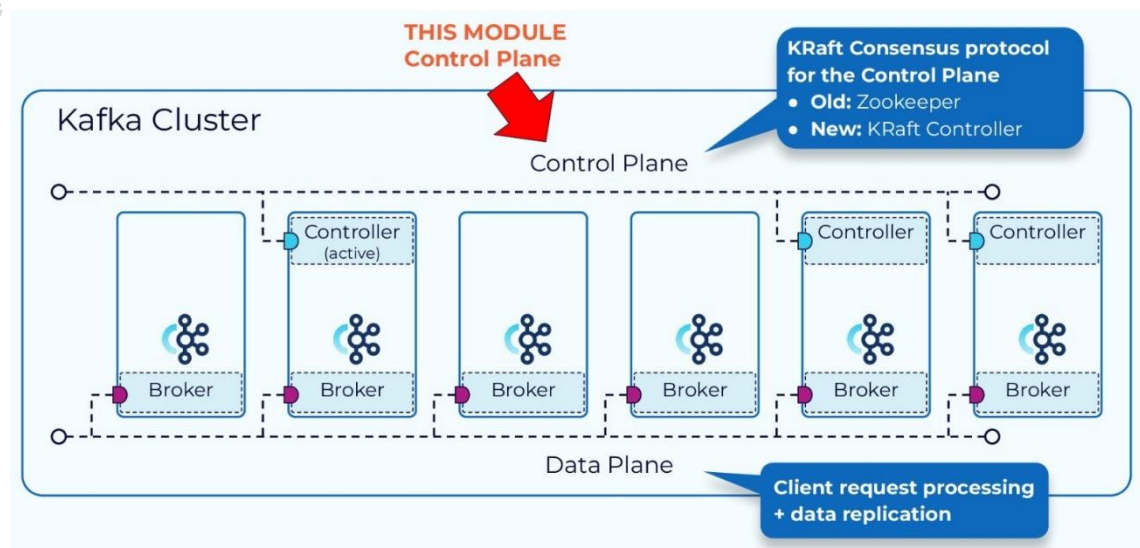 THIS MODULE
Control Plane
KRaft Consensus protocol
for the Control Plane
● Old: Zookeeper
● New: KRaft Controller
Kafka Cluster
Control Plane
Controller
(active)
Controller
Controller
Broker
Broker
Broker
Broker
Broker
Broker
Data Plane
Client request processing
+ data replication